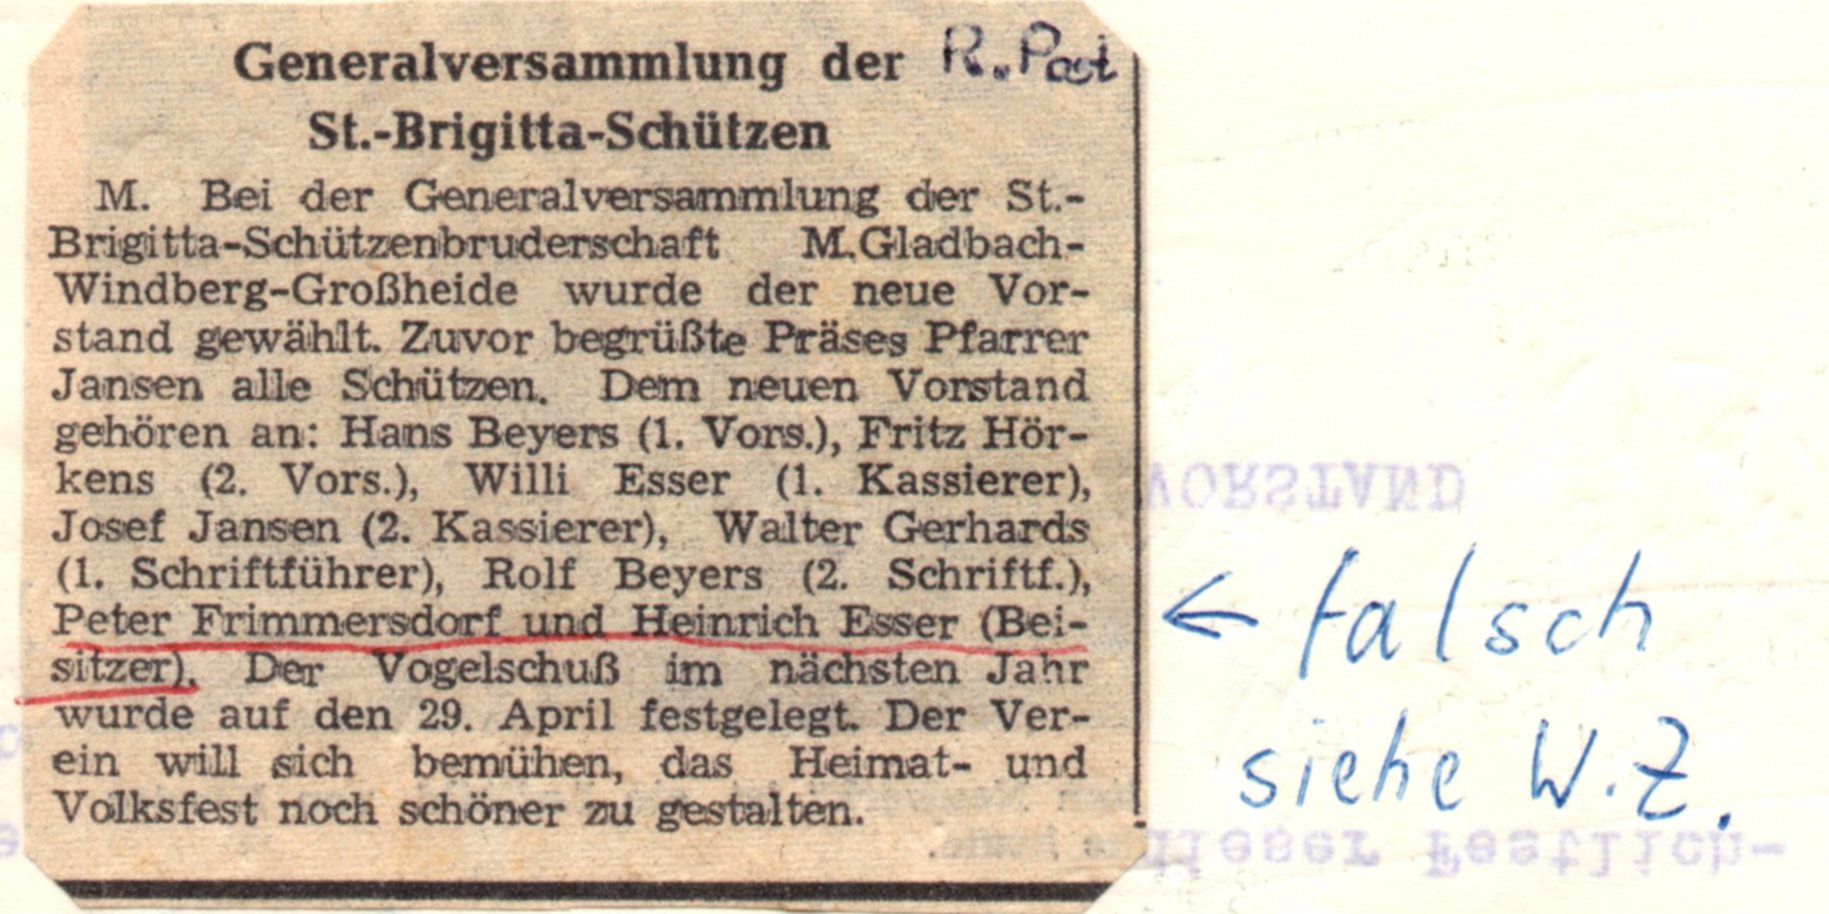 Generalversammlung der R. Post
St.-Brigitta-Schützen
M. Bei der Generalversammlung der St.-
Brigitta-Schützenbruderschaft M.Gladbach-
Windberg-Großheide wurde der neue Vor-
stand gewählt. Zuvor begrüßte Präses Pfarrer
Jansen alle Schützen. Dem neuen Vorstand
gehören an: Hans Beyers (1. Vors.), Fritz Hör-
kens (2. Vors.), Willi Esser (1. Kassierer),
VORSTAND
Josef Jansen (2. Kassierer), Walter Gerhards
(1. Schriftführer), Rolf Beyers (2. Schriftf.),
Peter Frimmersdorf und Heinrich Esser (Bei-
← falsch
sitzer). Der Vogelschuß im nächsten Jahr
wurde auf den 29. April festgelegt. Der Ver-
ein will sich bemühen, das Heimat- und
siehe W.Z.
Volksfest noch schöner zu gestalten.
dieser Festlich-